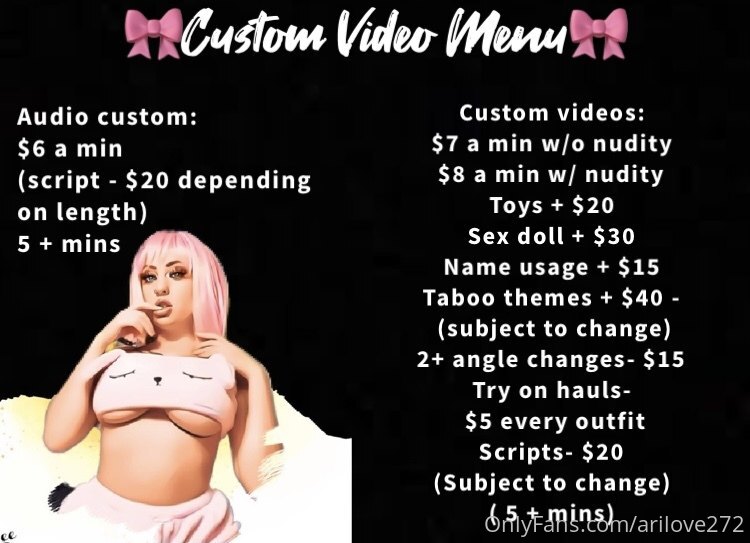 Custom Video Menu
Audio custom:
$6 a min
(script - $20 depending
on length)
5 + mins
Custom videos:
$7 a min w/o nudity
$8 a min w/ nudity
Toys + $20
Sex doll + $30
Name usage + $15
Taboo themes + $40 -
(subject to change)
2+ angle changes- $15
Try on hauls-
$5 every outfit
Scripts- $20
(Subject to change)
( 5 + mins)
OnlyFans.com/arilove272